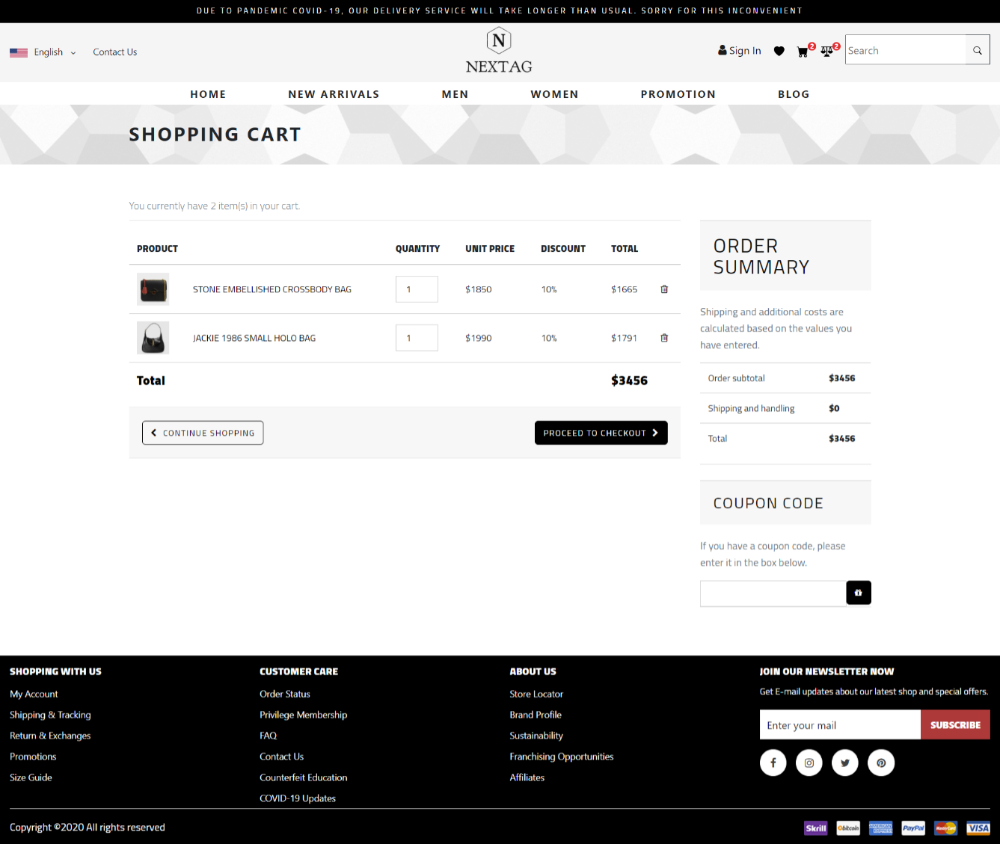 DUE TO PANDEMIC COVID-19, OUR DELIVERY SERVICE WILL TAKE LONGER THAN USUAL. SORRY FOR THIS INCONVENIENT
English
Contact Us
N
NEXTAG
Sign In
2
2
Search
HOME
NEW ARRIVALS
MEN
WOMEN
PROMOTION
BLOG
SHOPPING CART
You currently have 2 item(s) in your cart.
PRODUCT QUANTITY UNIT PRICE DISCOUNT TOTAL
STONE EMBELLISHED CROSSBODY BAG 1 $1850 10% $1665
JACKIE 1986 SMALL HOLO BAG 1 $1990 10% $1791
Total $3456
CONTINUE SHOPPING
PROCEED TO CHECKOUT
ORDER
SUMMARY
Shipping and additional costs are
calculated based on the values you
have entered.
Order subtotal $3456
Shipping and handling $0
Total $3456
COUPON CODE
If you have a coupon code, please
enter it in the box below.
SHOPPING WITH US
My Account
Shipping & Tracking
Return & Exchanges
Promotions
Size Guide
CUSTOMER CARE
Order Status
Privilege Membership
FAQ
Contact Us
Counterfeit Education
COVID-19 Updates
ABOUT US
Store Locator
Brand Profile
Sustainability
Franchising Opportunities
Affiliates
JOIN OUR NEWSLETTER NOW
Get E-mail updates about our latest shop and special offers.
Enter your mail
SUBSCRIBE
Copyright ©2020 All rights reserved
Skrill
bitcoin
AMERICAN EXPRESS
PayPal
MasterCard
VISA